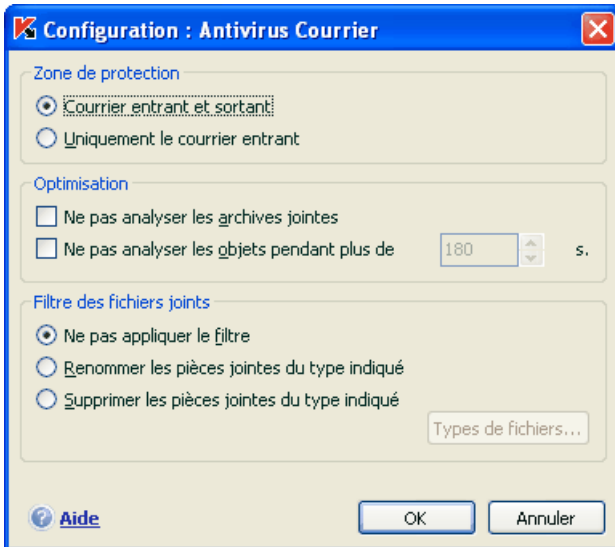 Configuration : Antivirus Courrier
Zone de protection
Courrier entrant et sortant
Uniquement le courrier entrant
Optimisation
Ne pas analyser les archives jointes
Ne pas analyser les objets pendant plus de 180 s.
Filtre des fichiers joints
Ne pas appliquer le filtre
Renommer les pièces jointes du type indiqué
Supprimer les pièces jointes du type indiqué
Types de fichiers...
Aide OK Annuler